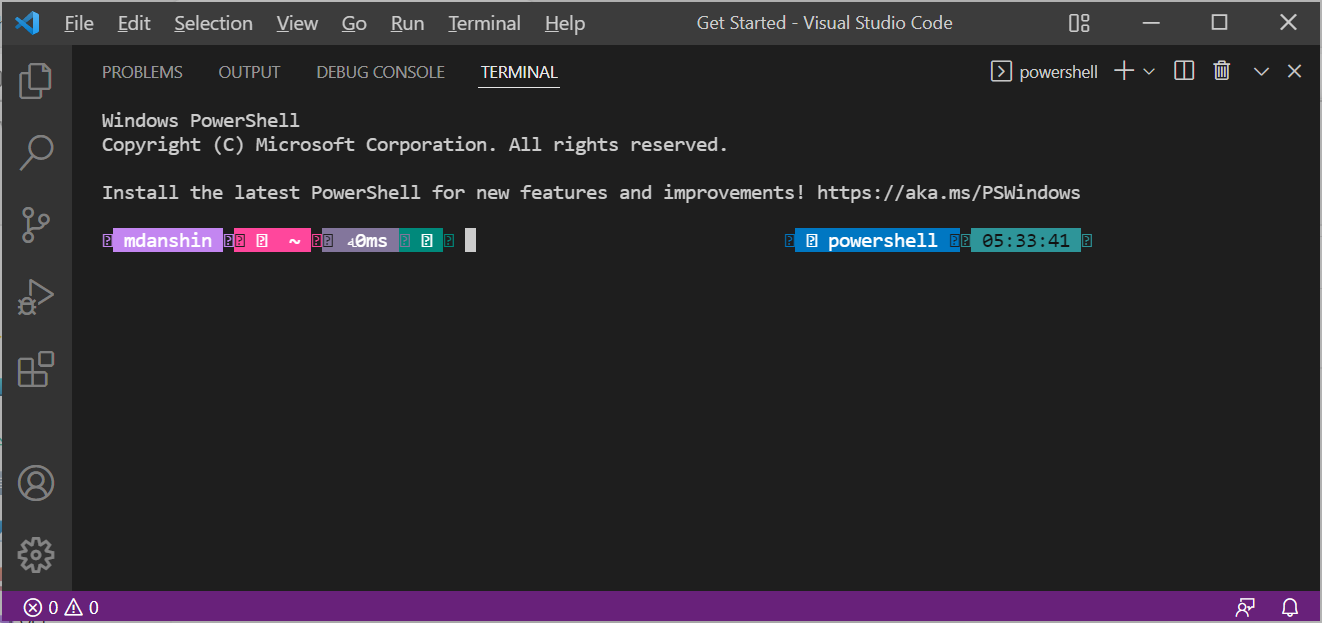 File Edit Selection View Go Run Terminal Help Get Started - Visual Studio Code
PROBLEMS OUTPUT DEBUG CONSOLE TERMINAL powershell
Windows PowerShell
Copyright (C) Microsoft Corporation. All rights reserved.
Install the latest PowerShell for new features and improvements! https://aka.ms/PSWindows
mdanshin ~ 0ms powershell 05:33:41
0 0